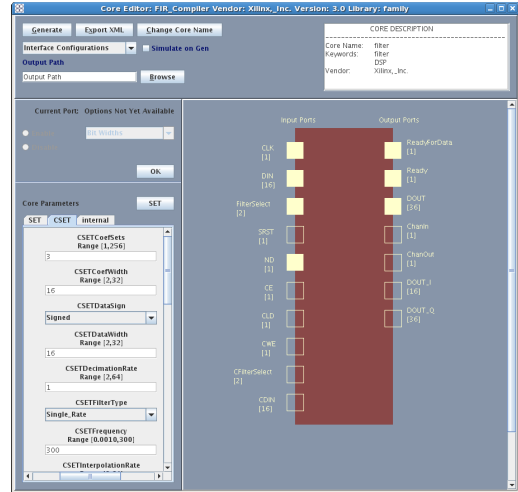 Core Editor: FIR_Compiler Vendor: Xilinx,_Inc. Version: 3.0 Library: family
Generate
Export XML
Change Core Name
Interface Configurations
Simulate on Gen
Output Path
Output Path
Browse
CORE DESCRIPTION
Core Name: filter
Keywords: filter
DSP
Vendor: Xilinx,_Inc.
Current Port: Options Not Yet Available
Bit Widths
OK
Core Parameters
SET
SET
CSET
internal
CSETCoefSets
Range [1,256]
3
CSETCoefWidth
Range [2,32]
16
CSETDataSign
Signed
CSETDataWidth
Range [2,32]
16
CSETDecimationRate
Range [2,64]
1
CSETFilterType
Single_Rate
CSETFrequency
Range [0.0010,300]
300
CSETInterpolationRate
Input Ports
Output Ports
CLK
[1]
DIN
[16]
FilterSelect
[2]
SRST
[1]
ND
[1]
CE
[1]
CLD
[1]
CWE
[1]
CFilterSelect
[2]
CDIN
[16]
ReadyForData
[1]
Ready
[1]
DOUT
[36]
ChanIn
[1]
ChanOut
[1]
DOUT_I
[16]
DOUT_Q
[36]